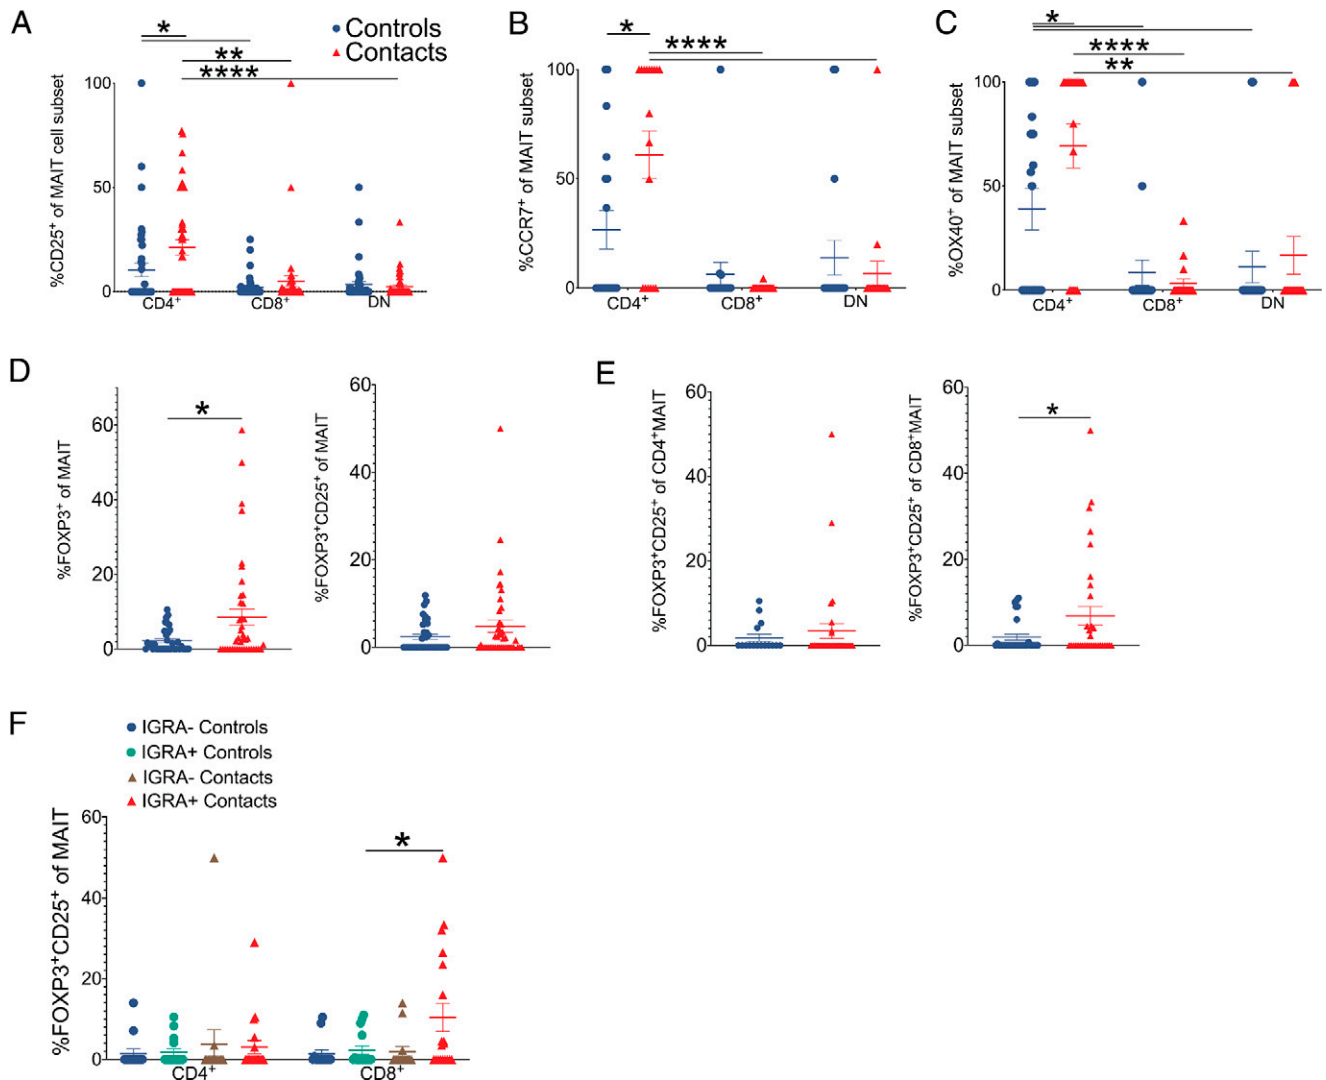 A
*
**
****
Controls
Contacts
%CD25⁺ of MAIT cell subset
100
50
0
CD4⁺
CD8⁺
DN
B
*
****
%CCR7⁺ of MAIT subset
100
50
0
CD4⁺
CD8⁺
DN
C
*
****
**
%OX40⁺ of MAIT subset
100
50
0
CD4⁺
CD8⁺
DN
D
*
%FOXP3⁺ of MAIT
60
40
20
0
%FOXP3⁺CD25⁺ of MAIT
60
40
20
0
E
%FOXP3⁺CD25⁺ of CD4⁺MAIT
60
40
20
0
*
%FOXP3⁺CD25⁺ of CD8⁺MAIT
60
40
20
0
F
IGRA- Controls
IGRA+ Controls
IGRA- Contacts
IGRA+ Contacts
*
%FOXP3⁺CD25⁺ of MAIT
60
40
20
0
CD4⁺
CD8⁺